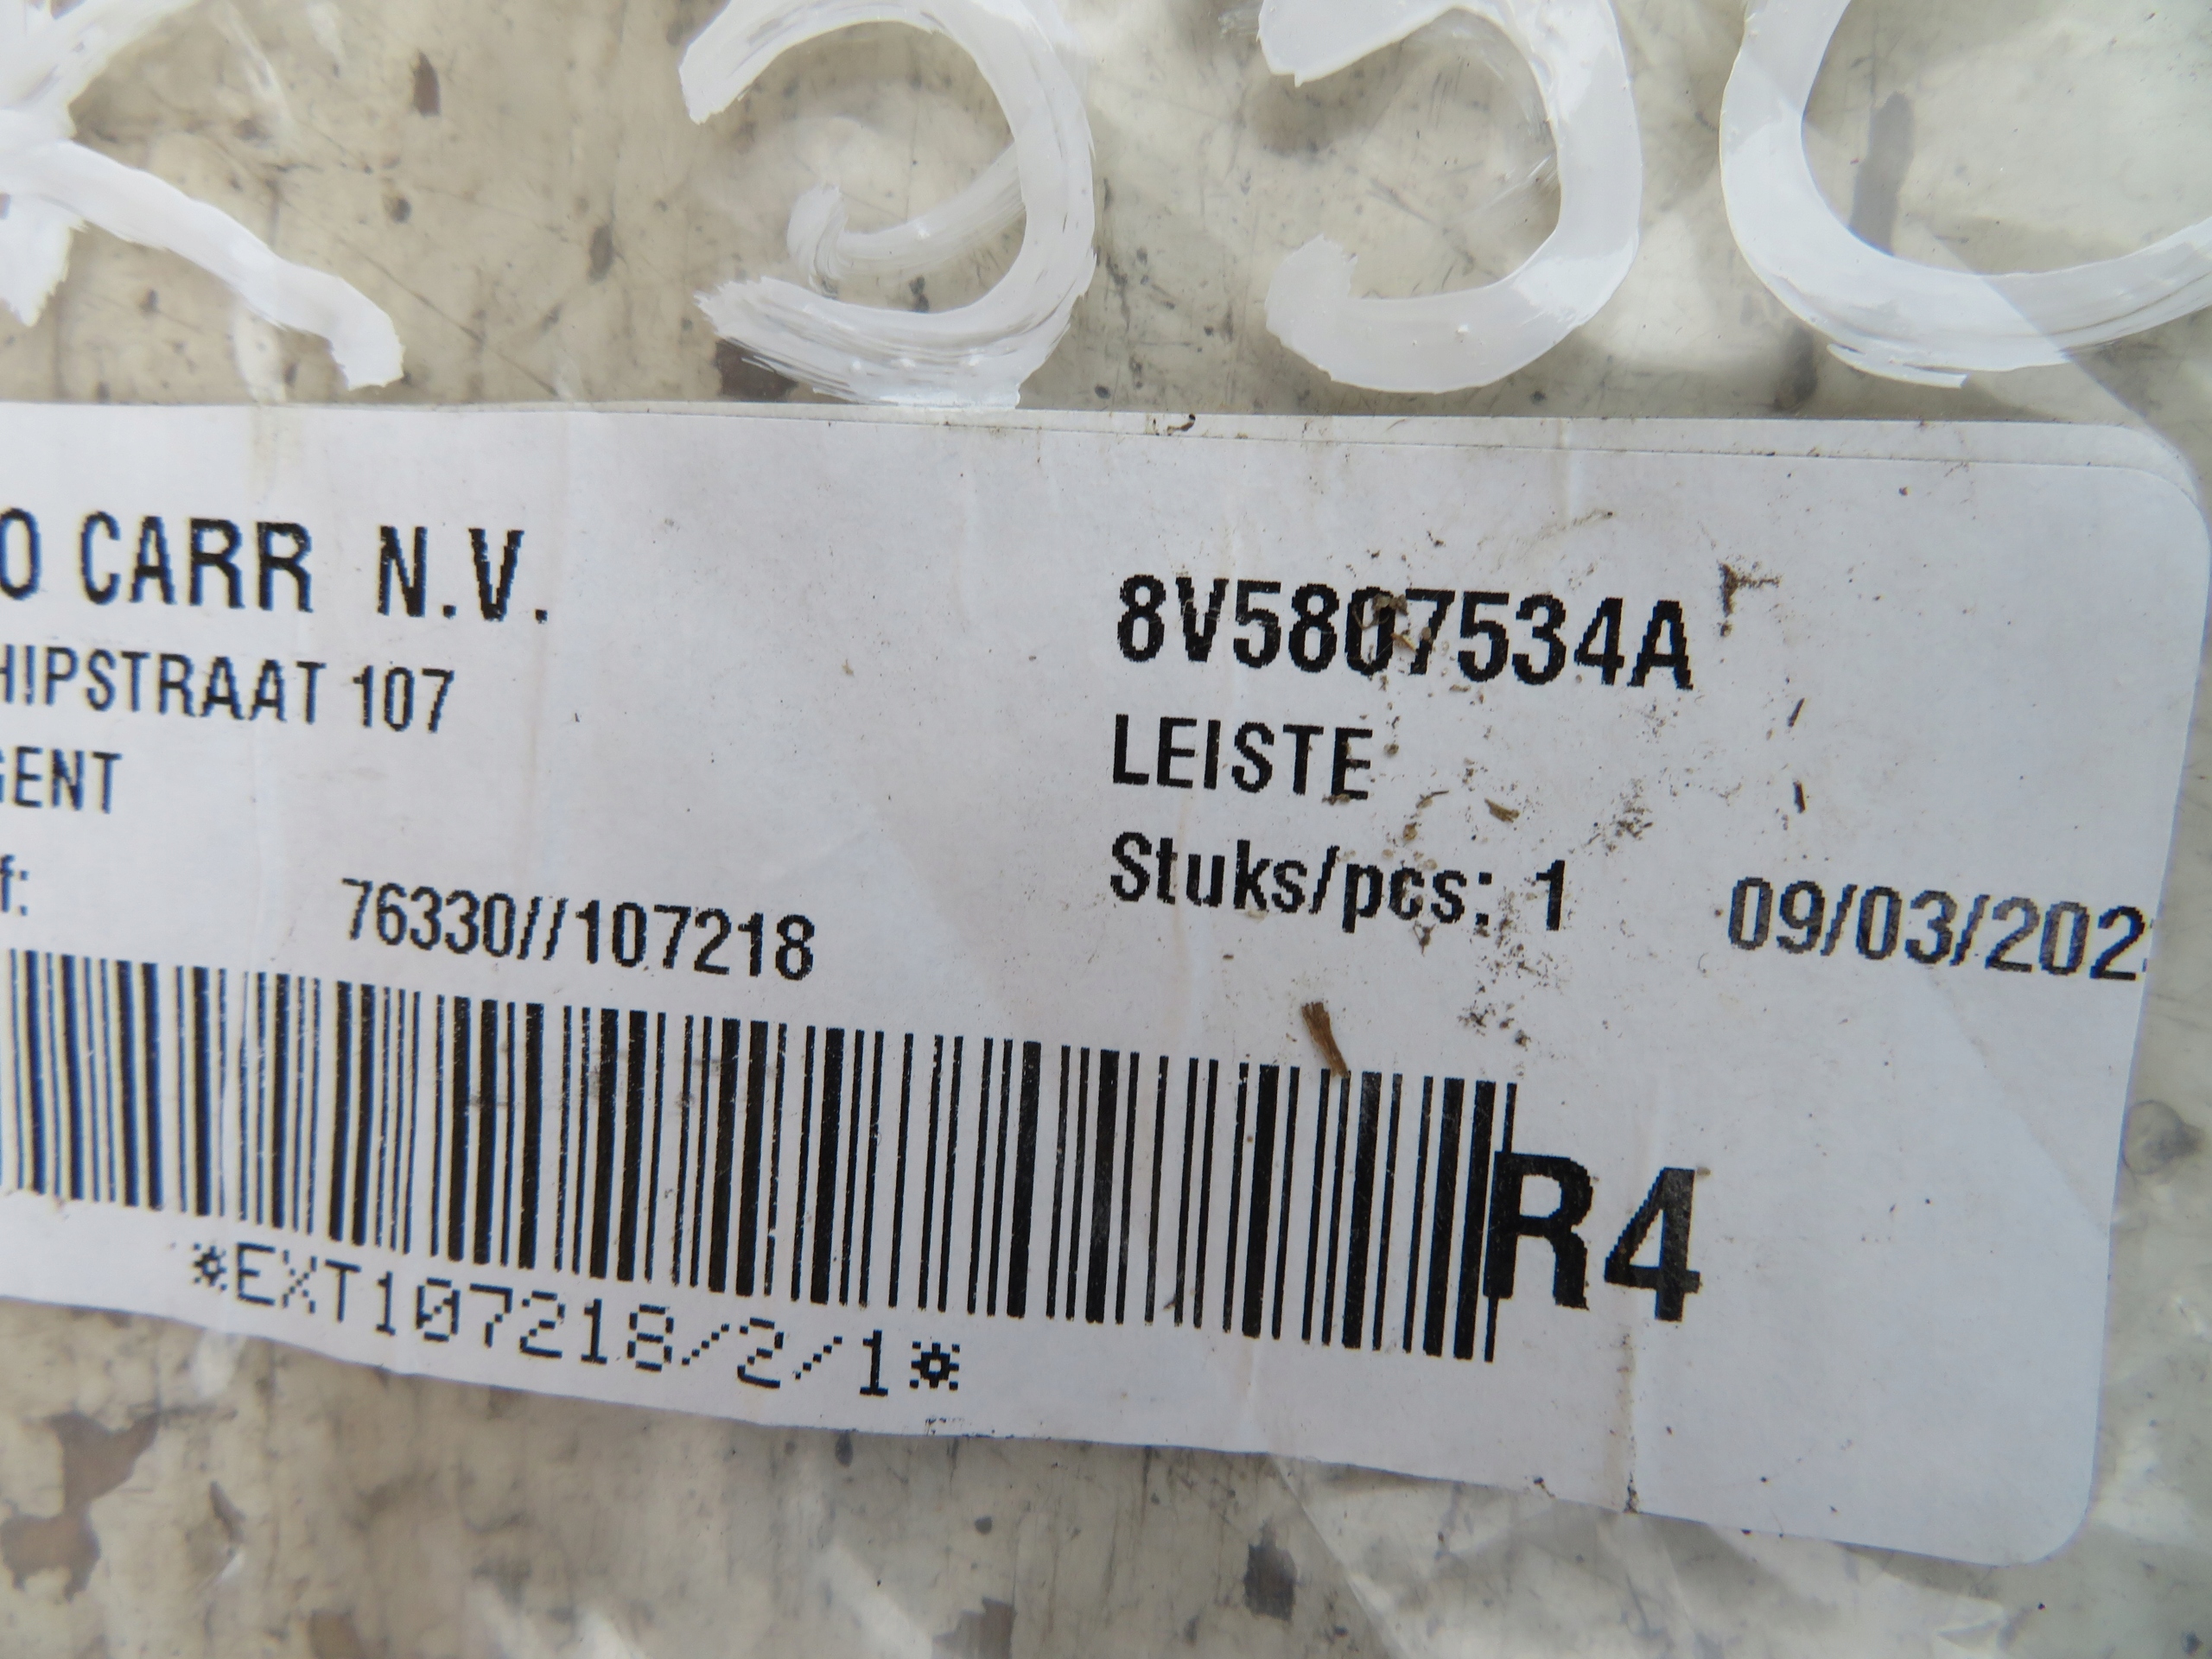 O CARR N.V.
HIPSTRAAT 107
GENT
f:
76330//107218
8V5807534A
LEISTE
Stuks/pcs: 1 09/03/202
R4
*EXT107218/2/1*